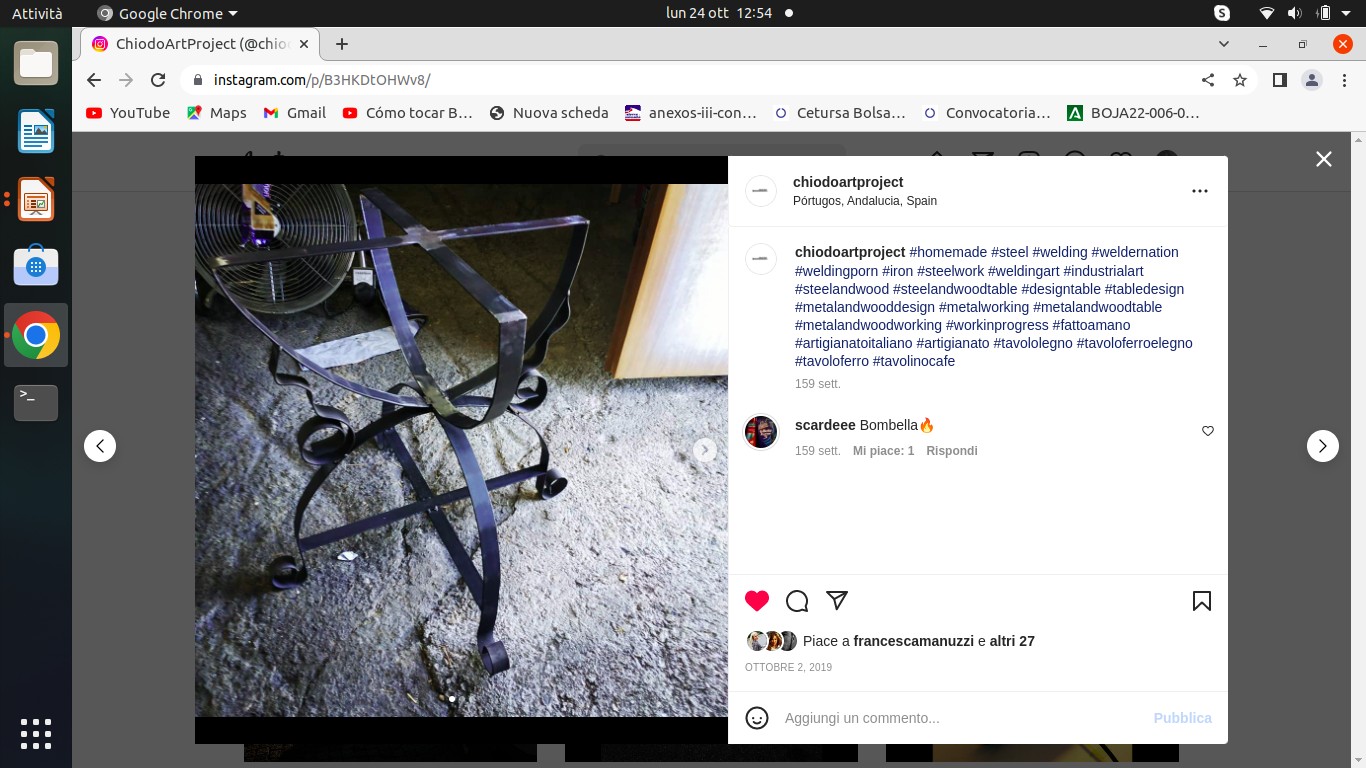 Attività
Google Chrome
lun 24 ott 12:54
ChiodoArtProject (@chio
instagram.com/p/B3HKDtOHWv8/
YouTube
Maps
Gmail
Cómo tocar B…
Nuova scheda
anexos-iii-con…
Cetursa Bolsa…
Convocatoria…
BOJA22-006-0…
chiodoartproject
Pórtugos, Andalucia, Spain
chiodoartproject #homemade #steel #welding #weldernation
#weldingporn #iron #steelwork #weldingart #industrialart
#steelandwood #steelandwoodtable #designtable #tabledesign
#metalandwooddesign #metalworking #metalandwoodtable
#metalandwoodworking #workinprogress #fattoamano
#artigianatoitaliano #artigianato #tavololegno #tavoloferroelegno
#tavoloferro #tavolinocafe
159 sett.
scardeee Bombella🔥
159 sett. Mi piace: 1 Rispondi
Piace a francescamanuzzi e altri 27
OTTOBRE 2, 2019
Aggiungi un commento...
Pubblica